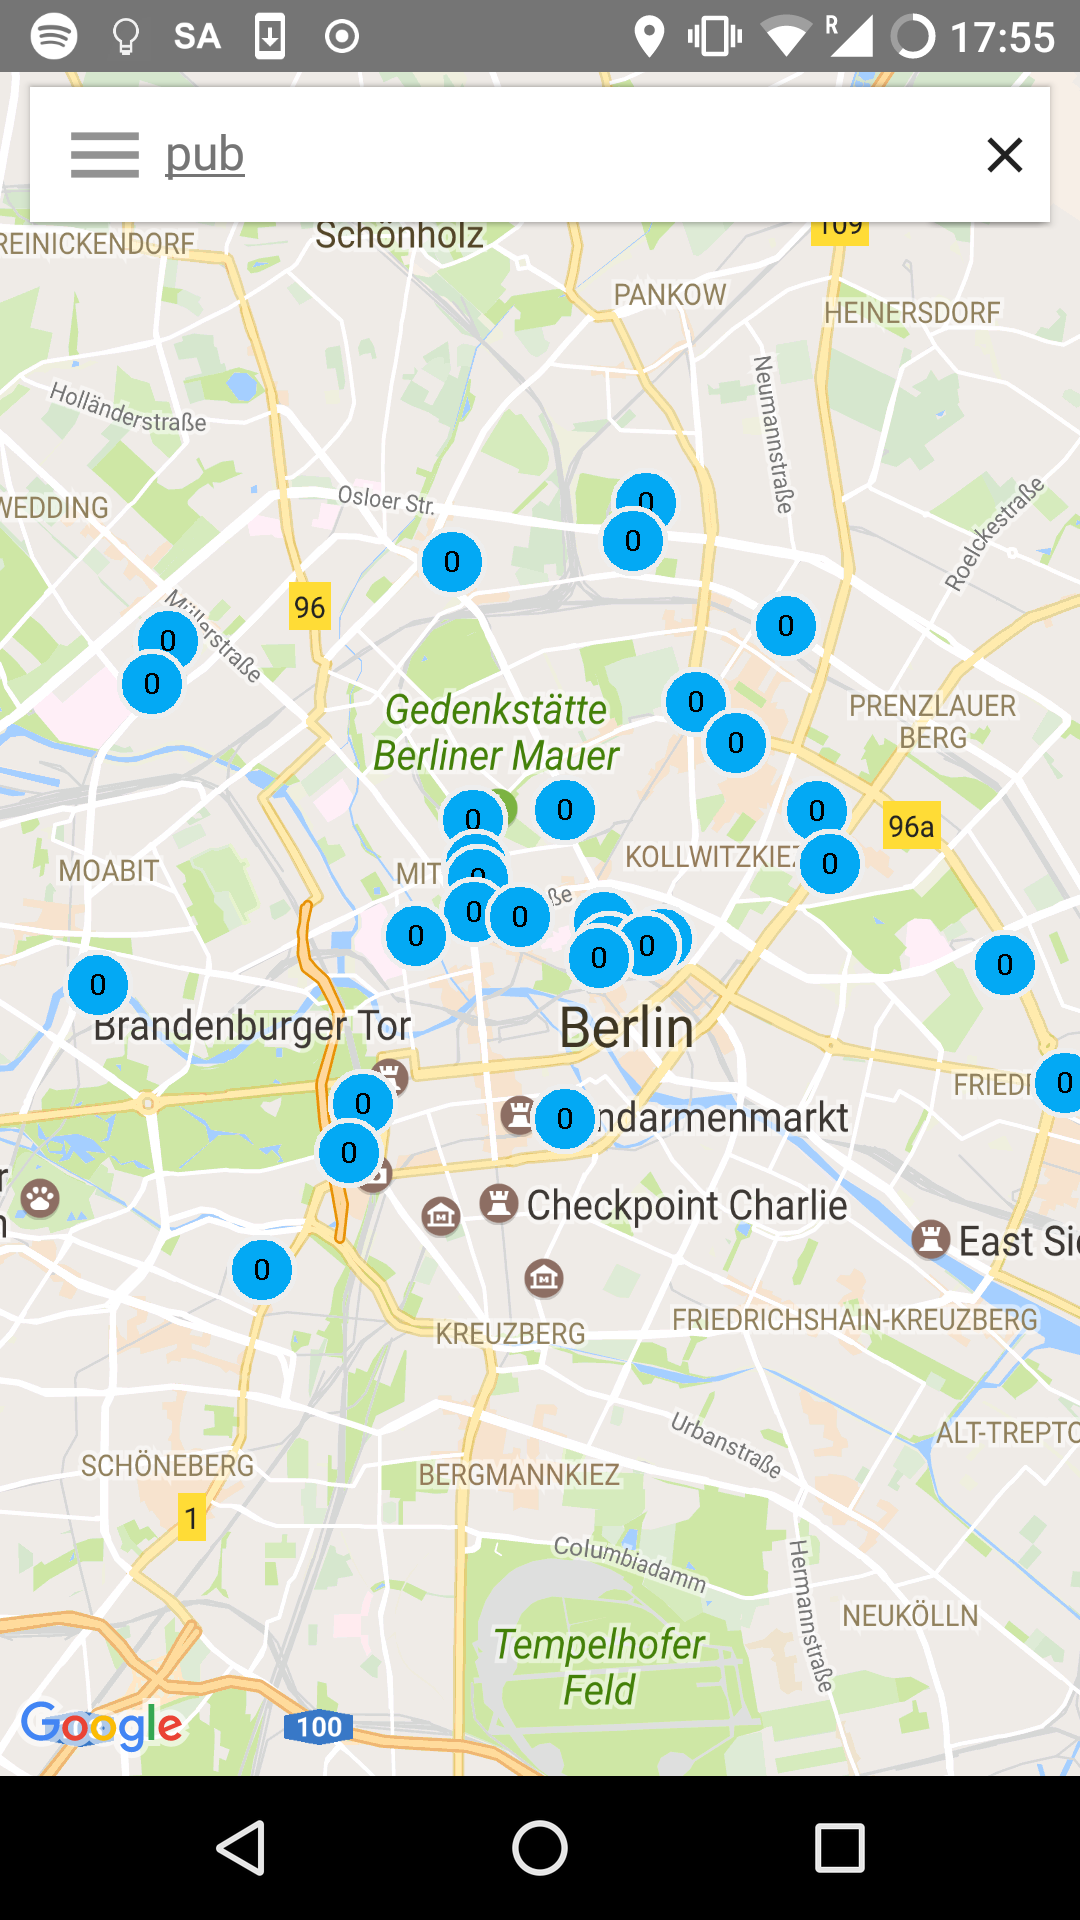 SA
R
17:55
pub
109
REINICKENDORF
Schönholz
PANKOW
HEINERSDORF
Neumannstraße
Holländerstraße
Roelckestraße
WEDDING
Osloer Str.
0
0
0
96
Müllerstraße
0
0
0
0
0
Gedenkstätte
Berliner Mauer
PRENZLAUER
BERG
0
0
0
96a
KOLLWITZKIEZ
0
MOABIT
MIT
0
0
0
0
0
0
0
0
Berlin
Brandenburger Tor
FRIED
0
0
0
ndarmenmarkt
0
Checkpoint Charlie
East Si
0
KREUZBERG
FRIEDRICHSHAIN-KREUZBERG
Urbanstraße
ALT-TREPTO
SCHÖNEBERG
BERGMANNKIEZ
1
Columbiadamm
Hermannstraße
NEUKÖLLN
Tempelhofer
Feld
Google
100